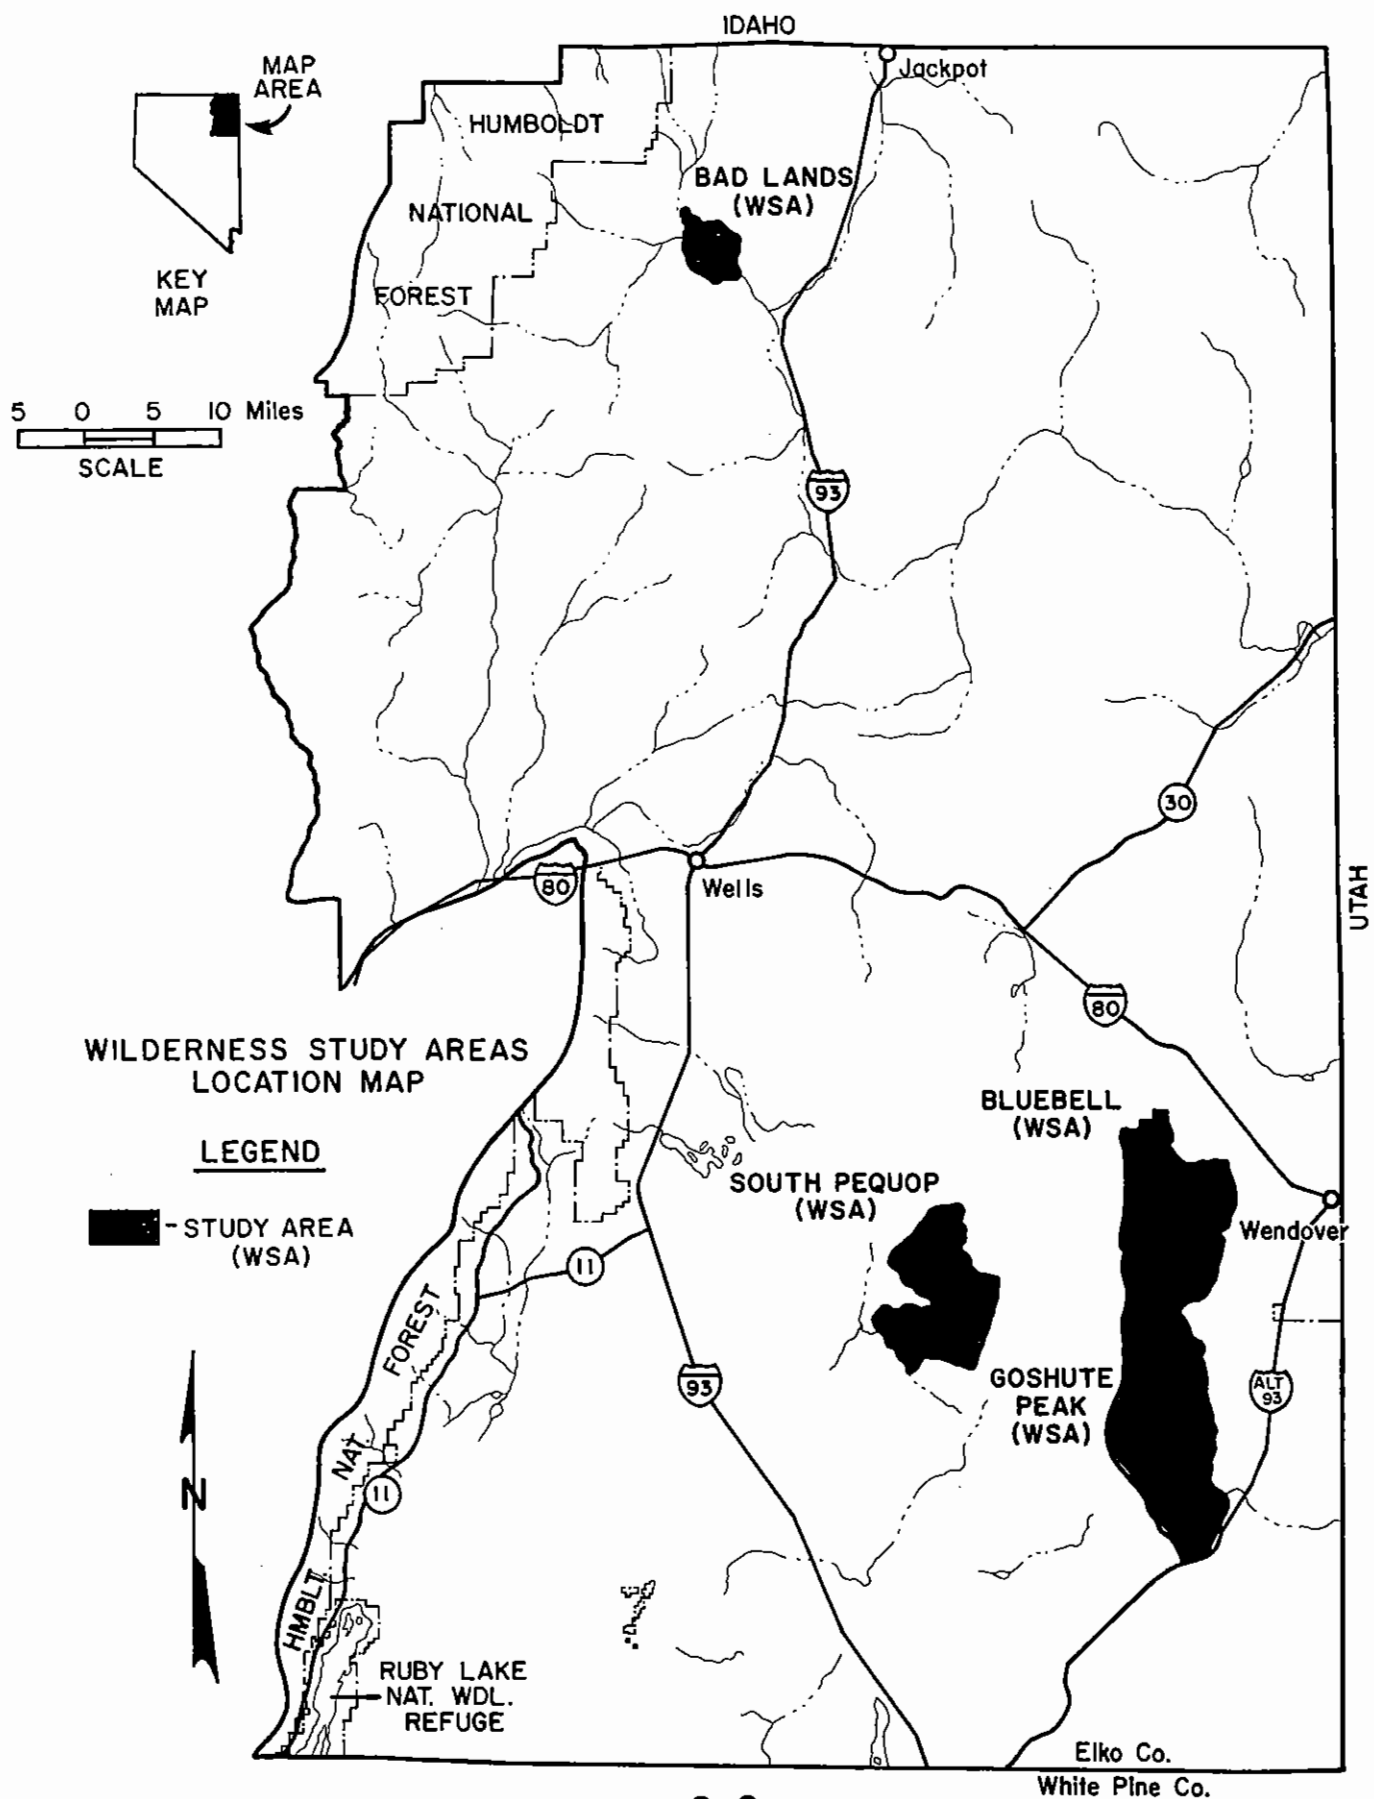 IDAHO
MAP
AREA
Jackpot
HUMBOLDT
BAD LANDS
(WSA)
NATIONAL
KEY
MAP
FOREST
5 0 5 10 Miles
SCALE
93
30
80
Wells
UTAH
80
WILDERNESS STUDY AREAS
LOCATION MAP
BLUEBELL
(WSA)
LEGEND
SOUTH PEQUOP
(WSA)
STUDY AREA
(WSA)
Wendover
11
FOREST
93
GOSHUTE
PEAK
(WSA)
ALT
93
NAT.
N
11
HMBLT.
RUBY LAKE
NAT. WDL.
REFUGE
Elko Co.
White Pine Co.